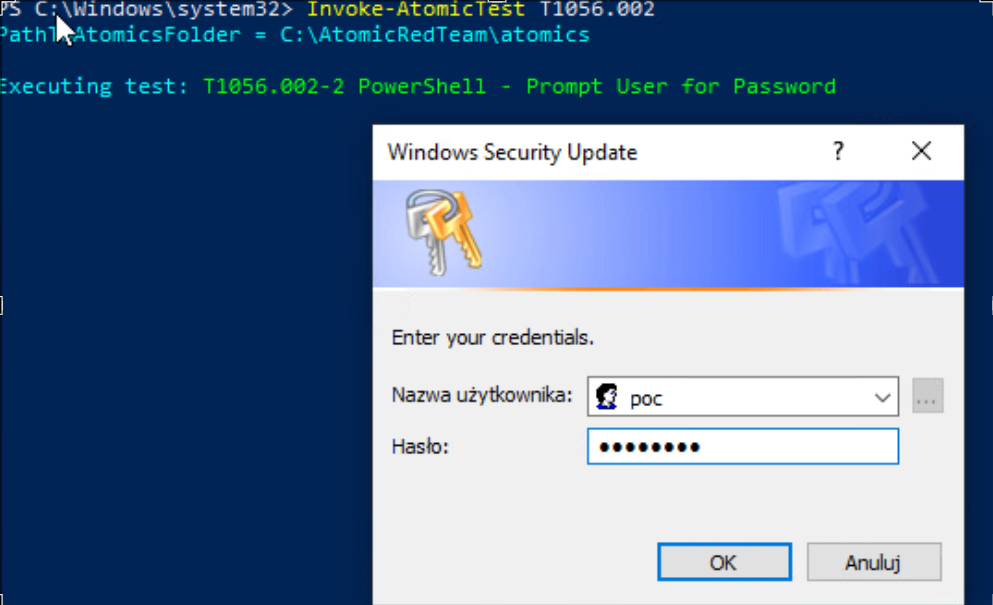 PS C:\Windows\system32> Invoke-AtomicTest T1056.002
PathToAtomicsFolder = C:\AtomicRedTeam\atomics
Executing test: T1056.002-2 PowerShell - Prompt User for Password
Windows Security Update ?
Enter your credentials.
Nazwa użytkownika: poc ...
Hasło: ••••••••
OK Anuluj